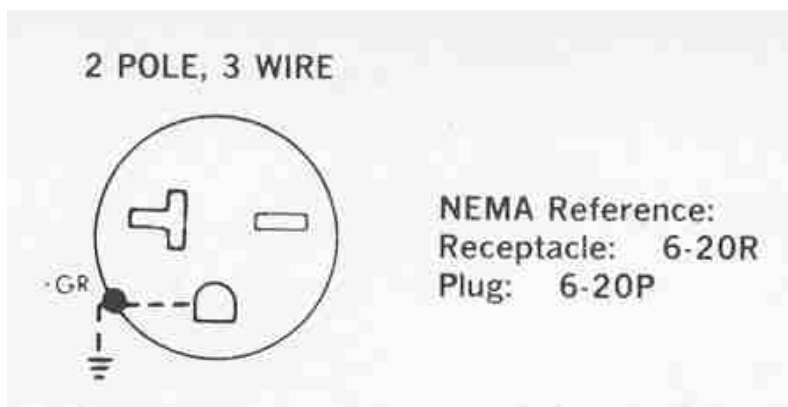 2 POLE, 3 WIRE
NEMA Reference:
Receptacle: 6-20R
Plug: 6-20P
GR